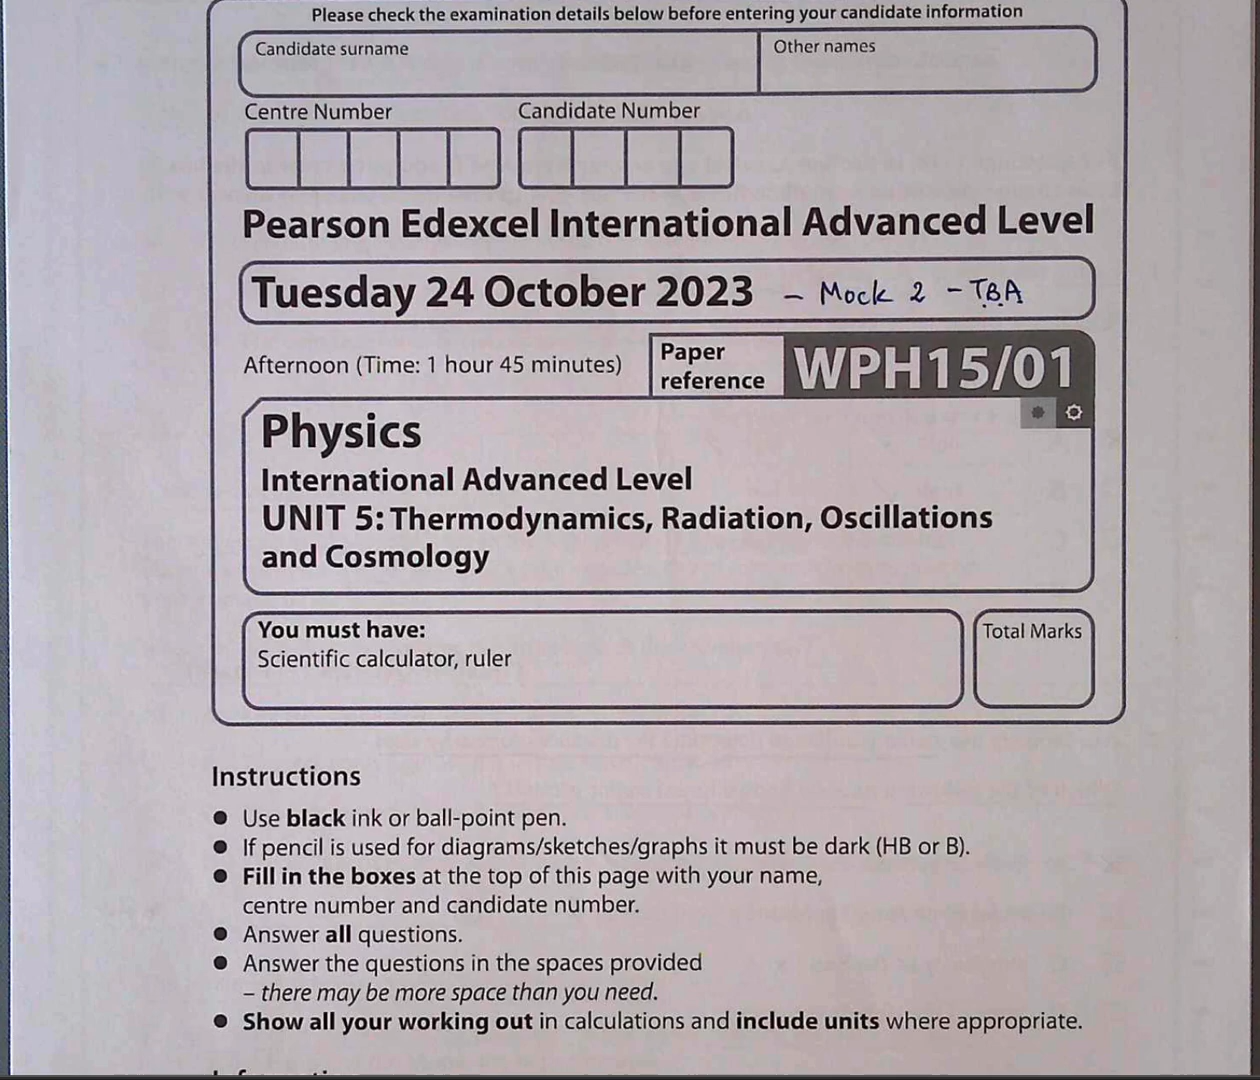 Please check the examination details below before entering your candidate information
Candidate surname
Other names
Centre Number
Candidate Number
Pearson Edexcel International Advanced Level
Tuesday 24 October 2023 – Mock 2 – T.B.A
Afternoon (Time: 1 hour 45 minutes)
Paper
reference
WPH15/01
Physics
International Advanced Level
UNIT 5: Thermodynamics, Radiation, Oscillations
and Cosmology
You must have:
Scientific calculator, ruler
Total Marks
Instructions
● Use black ink or ball-point pen.
● If pencil is used for diagrams/sketches/graphs it must be dark (HB or B).
● Fill in the boxes at the top of this page with your name,
centre number and candidate number.
● Answer all questions.
● Answer the questions in the spaces provided
– there may be more space than you need.
● Show all your working out in calculations and include units where appropriate.